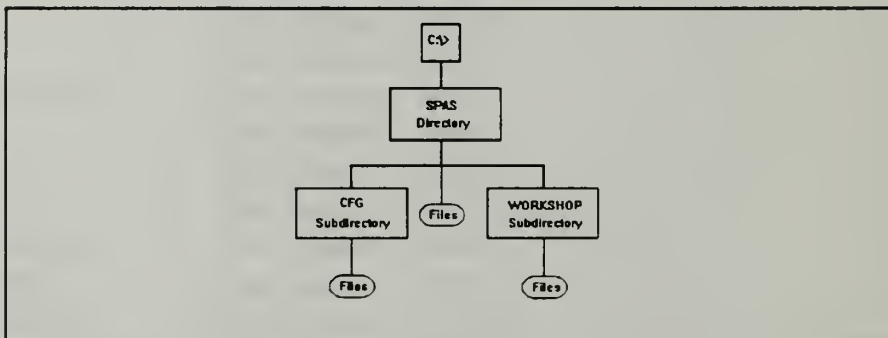 C:\>
SPAS
Directory
CFG
Subdirectory
Files
WORKSHOP
Subdirectory
Files
Files